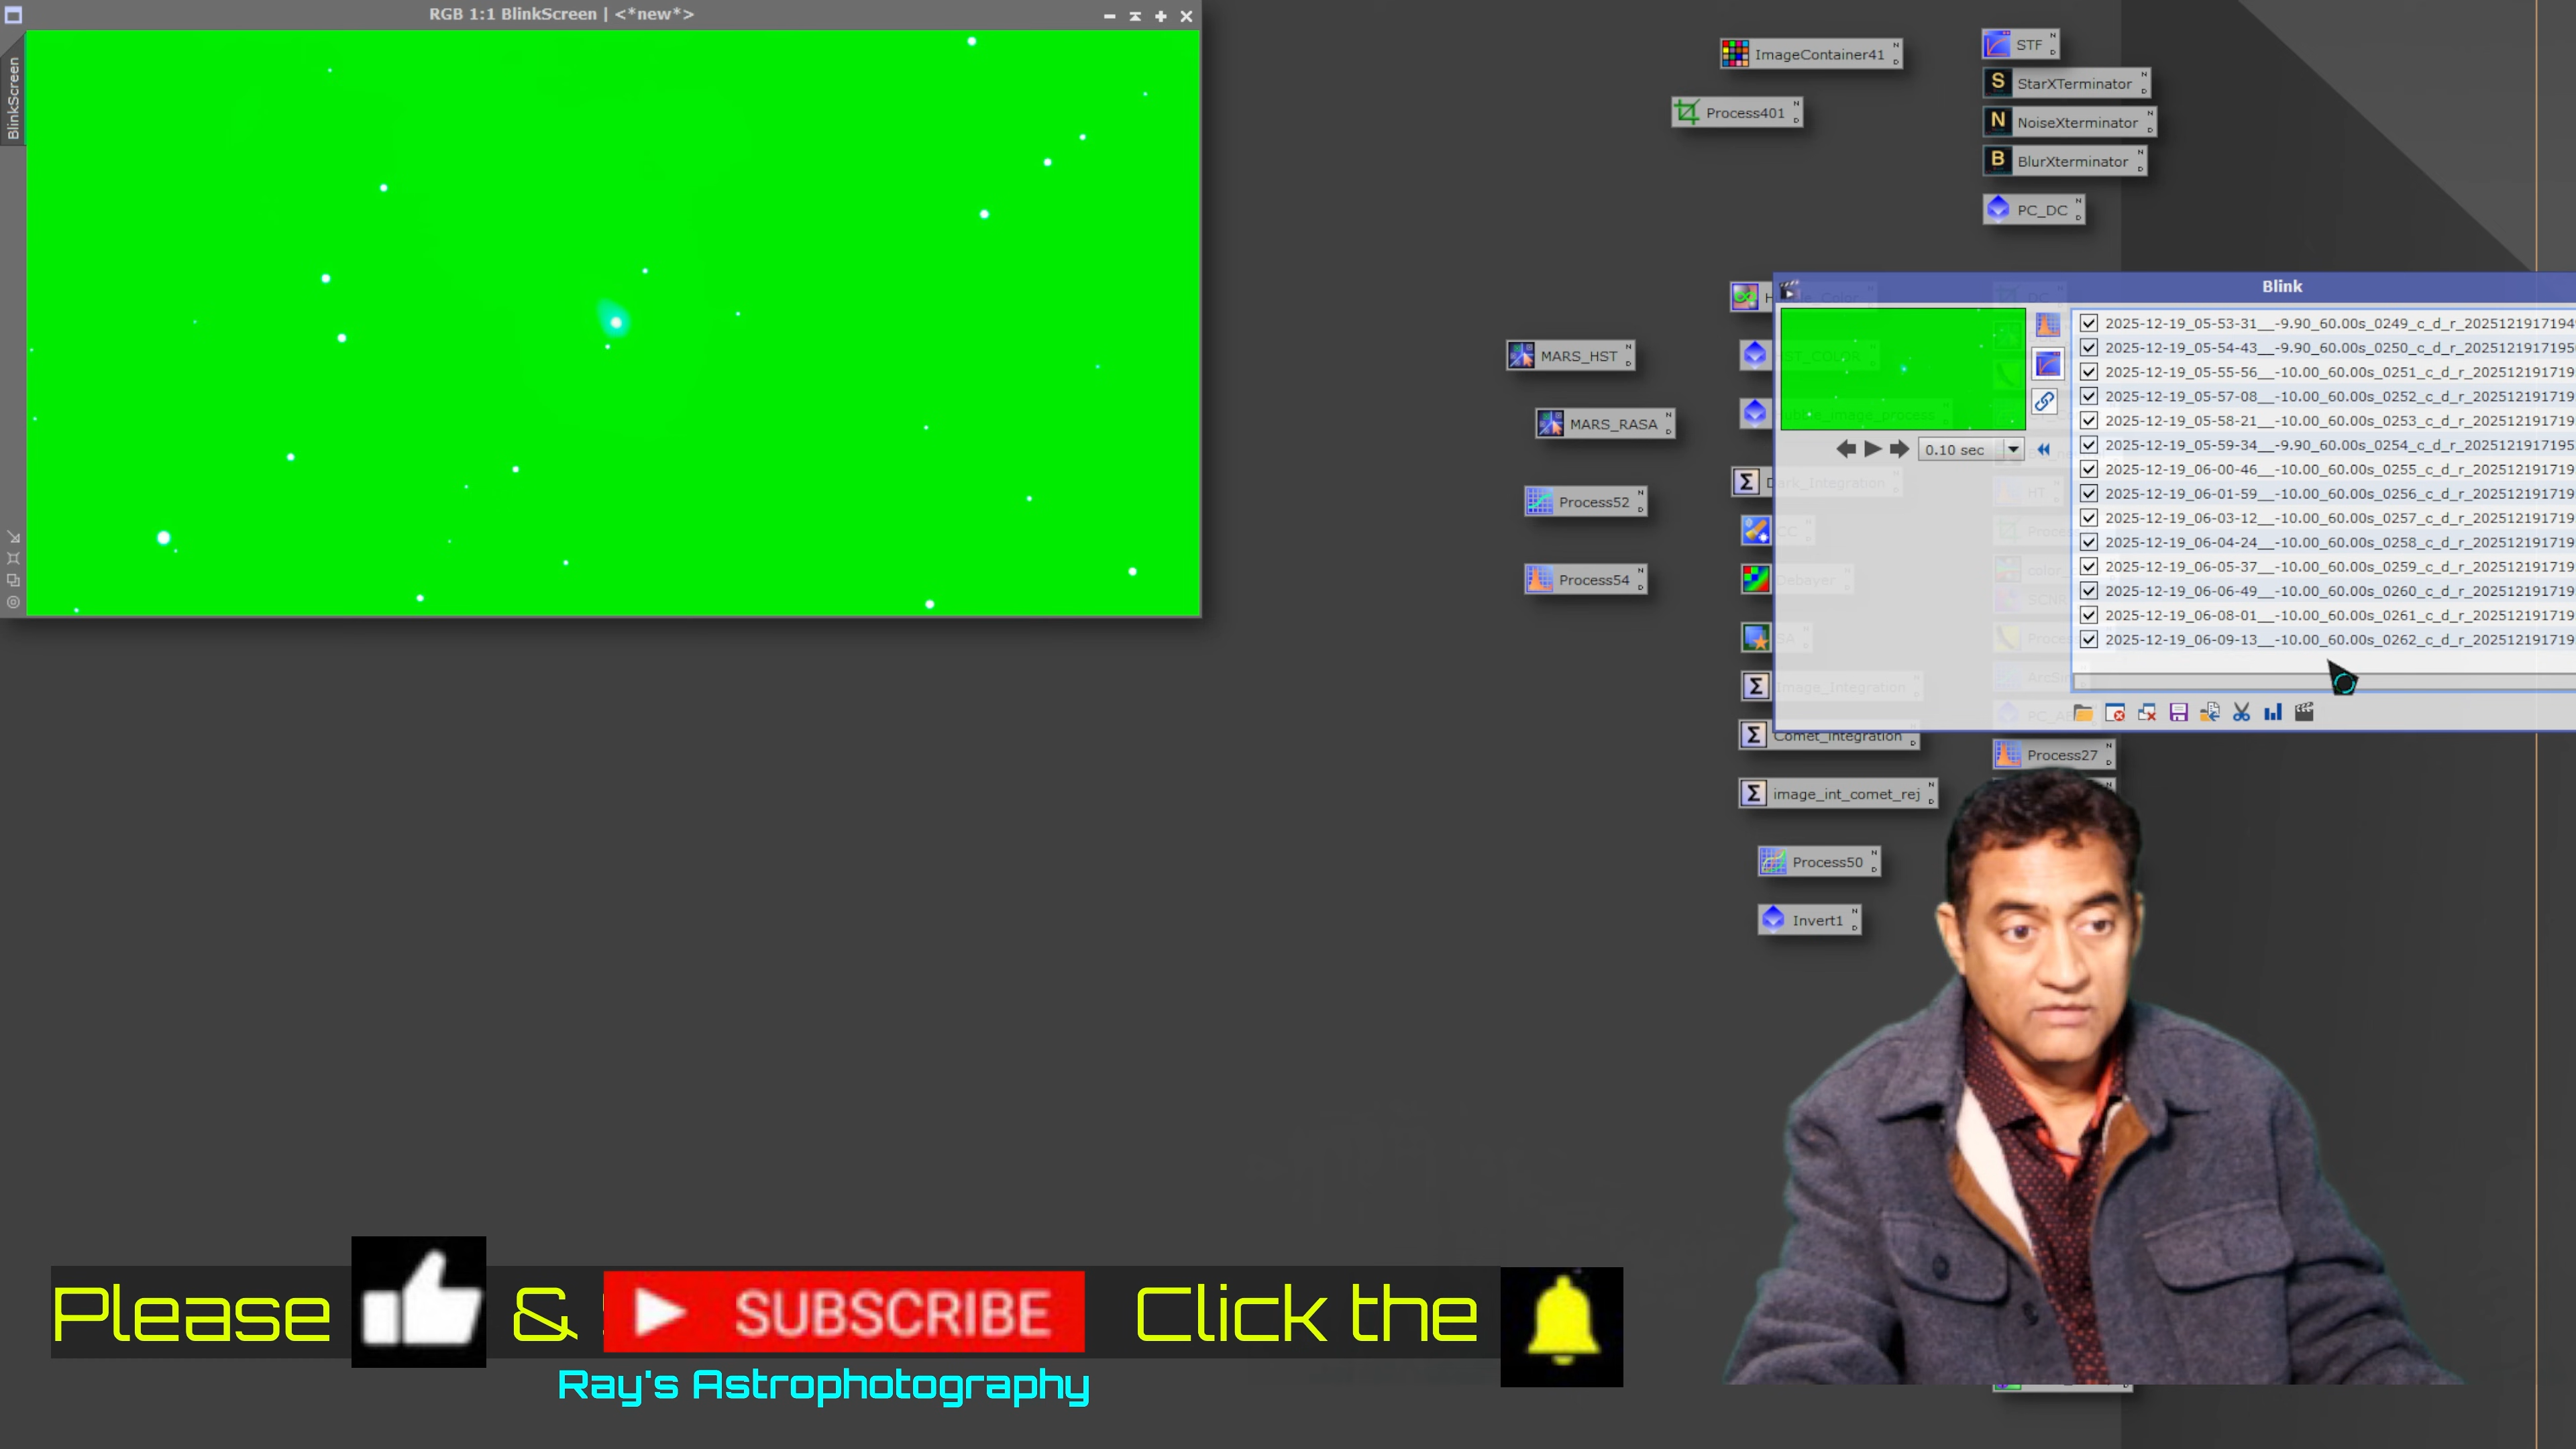 RGB 1:1 BlinkScreen | <*new*>
BlinkScreen
ImageContainer41
Process401
STF
StarXTerminator
NoiseXterminator
BlurXterminator
PC_DC
MARS_HST
MARS_RASA
Process52
Process54
Dark_Integration
Debayer
Image_Integration
Comet_integration
image_int_comet_rej
Process50
Invert1
Process27
Blink
0.10 sec
2025-12-19_05-53-31__-9.90_60.00s_0249_c_d_r_2025121917194
2025-12-19_05-54-43__-9.90_60.00s_0250_c_d_r_20251219171950
2025-12-19_05-55-56__-10.00_60.00s_0251_c_d_r_202512191719
2025-12-19_05-57-08__-10.00_60.00s_0252_c_d_r_202512191719
2025-12-19_05-58-21__-10.00_60.00s_0253_c_d_r_202512191719
2025-12-19_05-59-34__-9.90_60.00s_0254_c_d_r_202512191719
2025-12-19_06-00-46__-10.00_60.00s_0255_c_d_r_202512191719
2025-12-19_06-01-59__-10.00_60.00s_0256_c_d_r_202512191719
2025-12-19_06-03-12__-10.00_60.00s_0257_c_d_r_202512191719
2025-12-19_06-04-24__-10.00_60.00s_0258_c_d_r_202512191719
2025-12-19_06-05-37__-10.00_60.00s_0259_c_d_r_202512191719
2025-12-19_06-06-49__-10.00_60.00s_0260_c_d_r_202512191719
2025-12-19_06-08-01__-10.00_60.00s_0261_c_d_r_202512191719
2025-12-19_06-09-13__-10.00_60.00s_0262_c_d_r_202512191719
Please & SUBSCRIBE Click the
Ray's Astrophotography